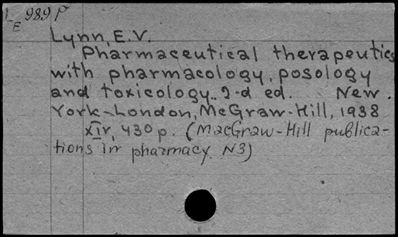 L 989 P
E
Lynn, E.V.
Pharmaceutical therapeutics
with pharmacology, posology
and toxicology. 2-d ed. New.
York-London, McGraw-Hill, 1938
XIV, 430 p. (MacGraw-Hill publica-
tions in pharmacy N3)